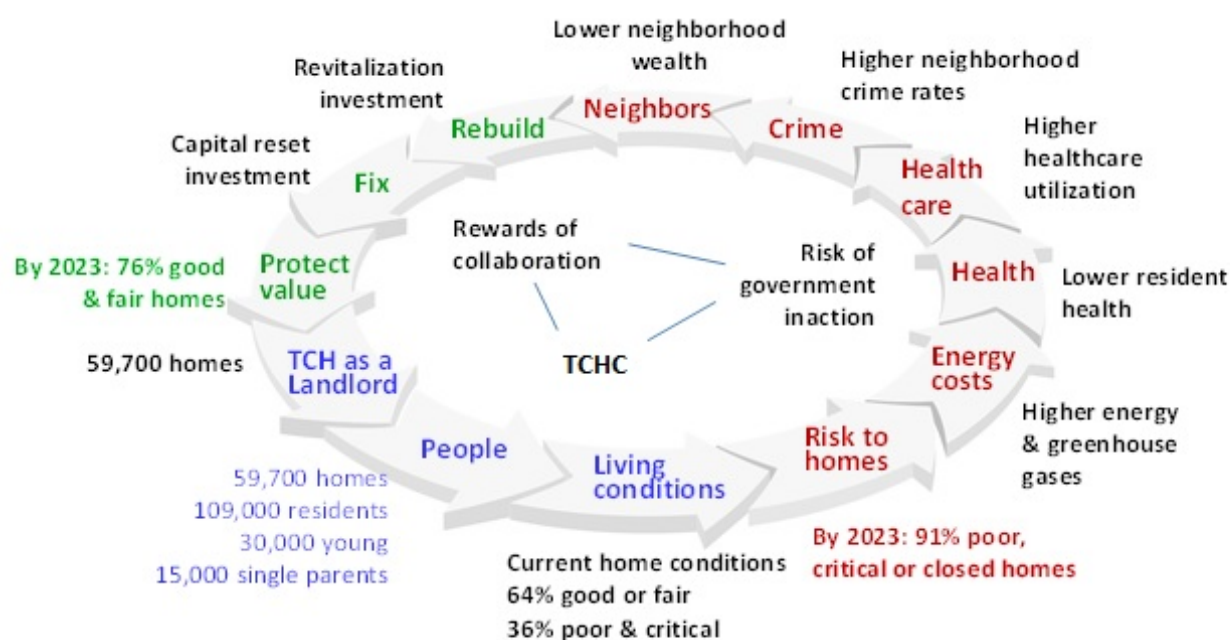 Lower neighborhood
wealth
Revitalization
investment
Higher neighborhood
crime rates
Neighbors
Rebuild
Crime
Capital reset
investment
Higher
healthcare
utilization
Fix
Health
care
Rewards of
collaboration
Risk of
government
inaction
By 2023: 76% good
& fair homes
Protect
value
Health
Lower resident
health
TCHC
59,700 homes
TCH as a
Landlord
Energy
costs
Higher energy
& greenhouse
gases
People
Living
conditions
Risk to
homes
59,700 homes
109,000 residents
30,000 young
15,000 single parents
Current home conditions
64% good or fair
36% poor & critical
By 2023: 91% poor,
critical or closed homes